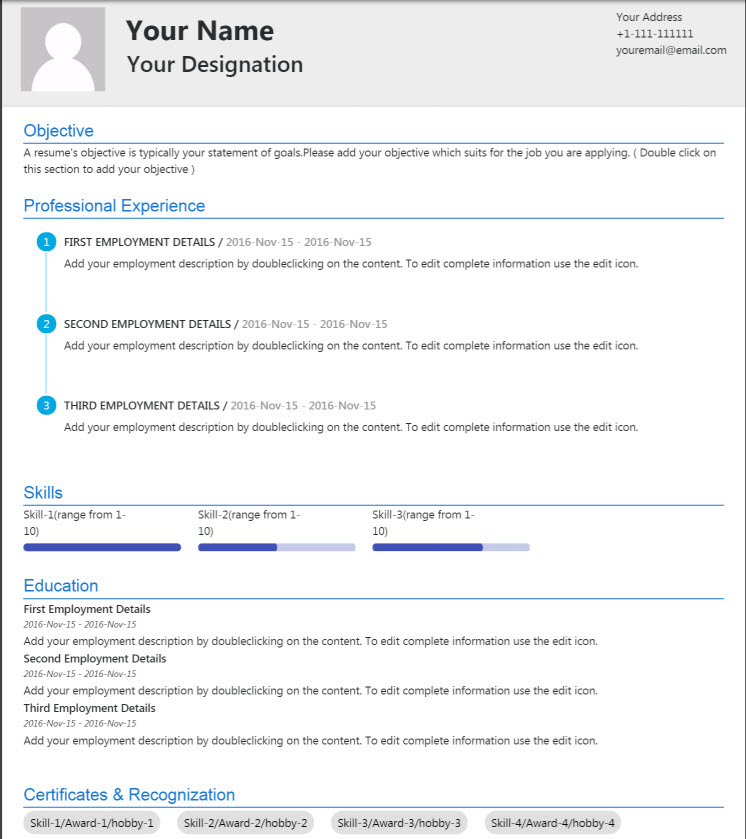 Your Name
Your Designation
Your Address
+1-111-111111
youremail@email.com
Objective
A resume's objective is typically your statement of goals.Please add your objective which suits for the job you are applying. ( Double click on
this section to add your objective )
Professional Experience
1 FIRST EMPLOYMENT DETAILS / 2016-Nov-15 - 2016-Nov-15
Add your employment description by doubleclicking on the content. To edit complete information use the edit icon.
2 SECOND EMPLOYMENT DETAILS / 2016-Nov-15 - 2016-Nov-15
Add your employment description by doubleclicking on the content. To edit complete information use the edit icon.
3 THIRD EMPLOYMENT DETAILS / 2016-Nov-15 - 2016-Nov-15
Add your employment description by doubleclicking on the content. To edit complete information use the edit icon.
Skills
Skill-1(range from 1-
10)
Skill-2(range from 1-
10)
Skill-3(range from 1-
10)
Education
First Employment Details
2016-Nov-15 - 2016-Nov-15
Add your employment description by doubleclicking on the content. To edit complete information use the edit icon.
Second Employment Details
2016-Nov-15 - 2016-Nov-15
Add your employment description by doubleclicking on the content. To edit complete information use the edit icon.
Third Employment Details
2016-Nov-15 - 2016-Nov-15
Add your employment description by doubleclicking on the content. To edit complete information use the edit icon.
Certificates & Recognization
Skill-1/Award-1/hobby-1 Skill-2/Award-2/hobby-2 Skill-3/Award-3/hobby-3 Skill-4/Award-4/hobby-4